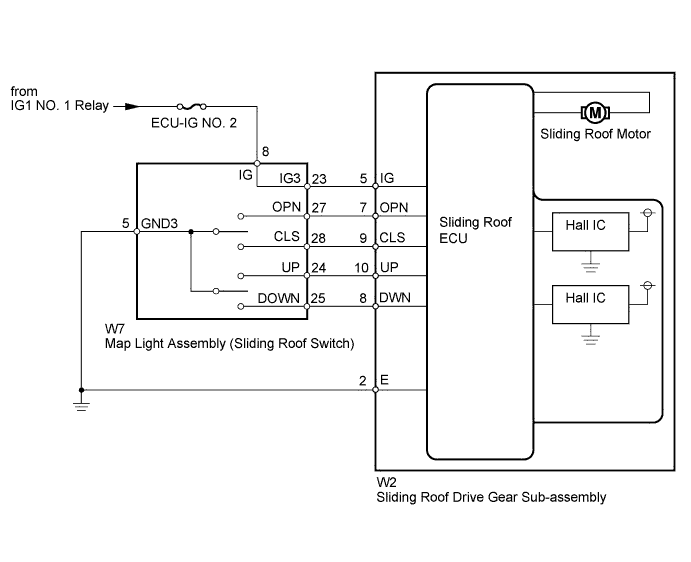 from
IG1 NO. 1 Relay
ECU-IG NO. 2
8
IG
IG3 23 5 IG
OPN 27 7 OPN
5 GND3
CLS 28 9 CLS
UP 24 10 UP
DOWN 25 8 DWN
W7
Map Light Assembly (Sliding Roof Switch)
2 E
Sliding Roof
ECU
M
Sliding Roof Motor
Hall IC
Hall IC
W2
Sliding Roof Drive Gear Sub-assembly